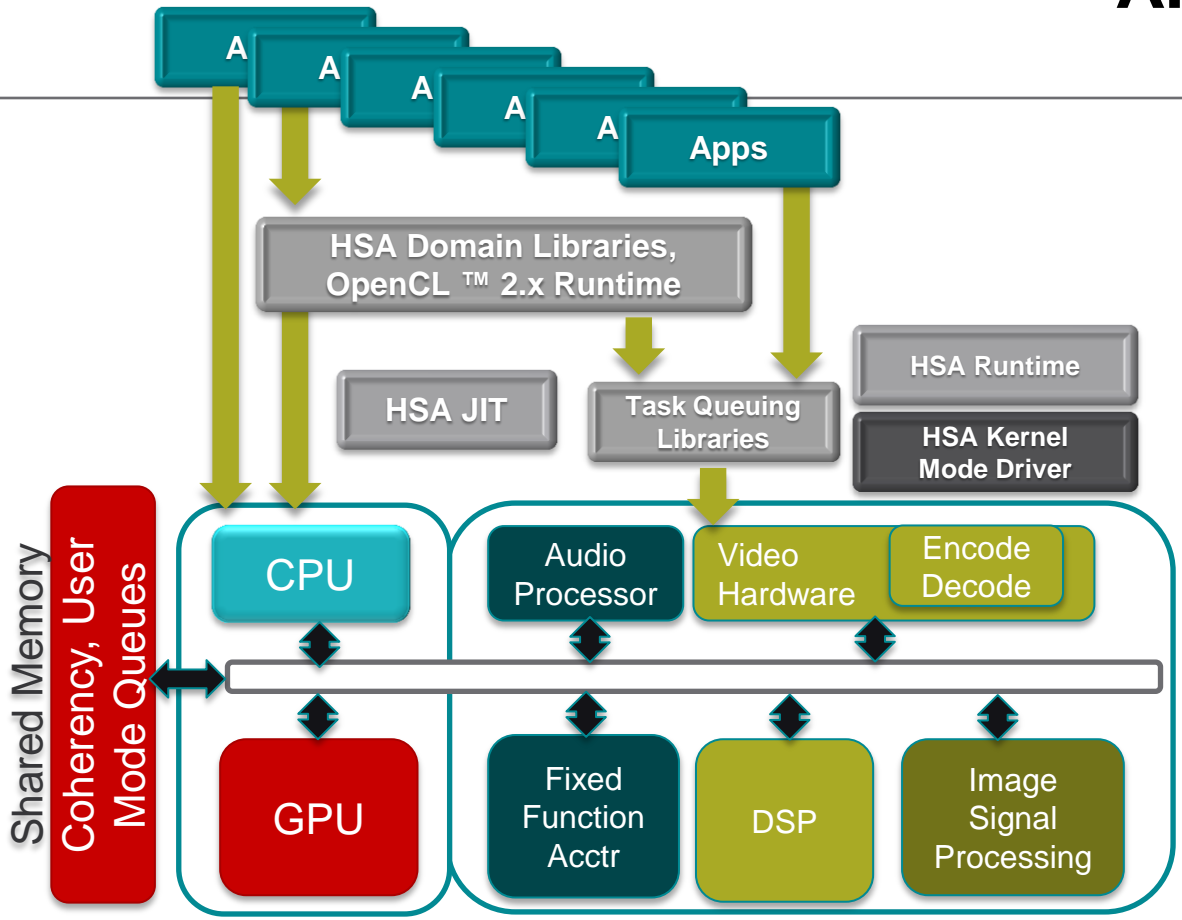 A
A
A
A
A
Apps
HSA Domain Libraries,
OpenCL ™ 2.x Runtime
HSA Runtime
HSA JIT
Task Queuing
Libraries
HSA Kernel
Mode Driver
Shared Memory
Coherency, User
Mode Queues
CPU
Audio
Processor
Video
Hardware
Encode
Decode
GPU
Fixed
Function
Acctr
DSP
Image
Signal
Processing